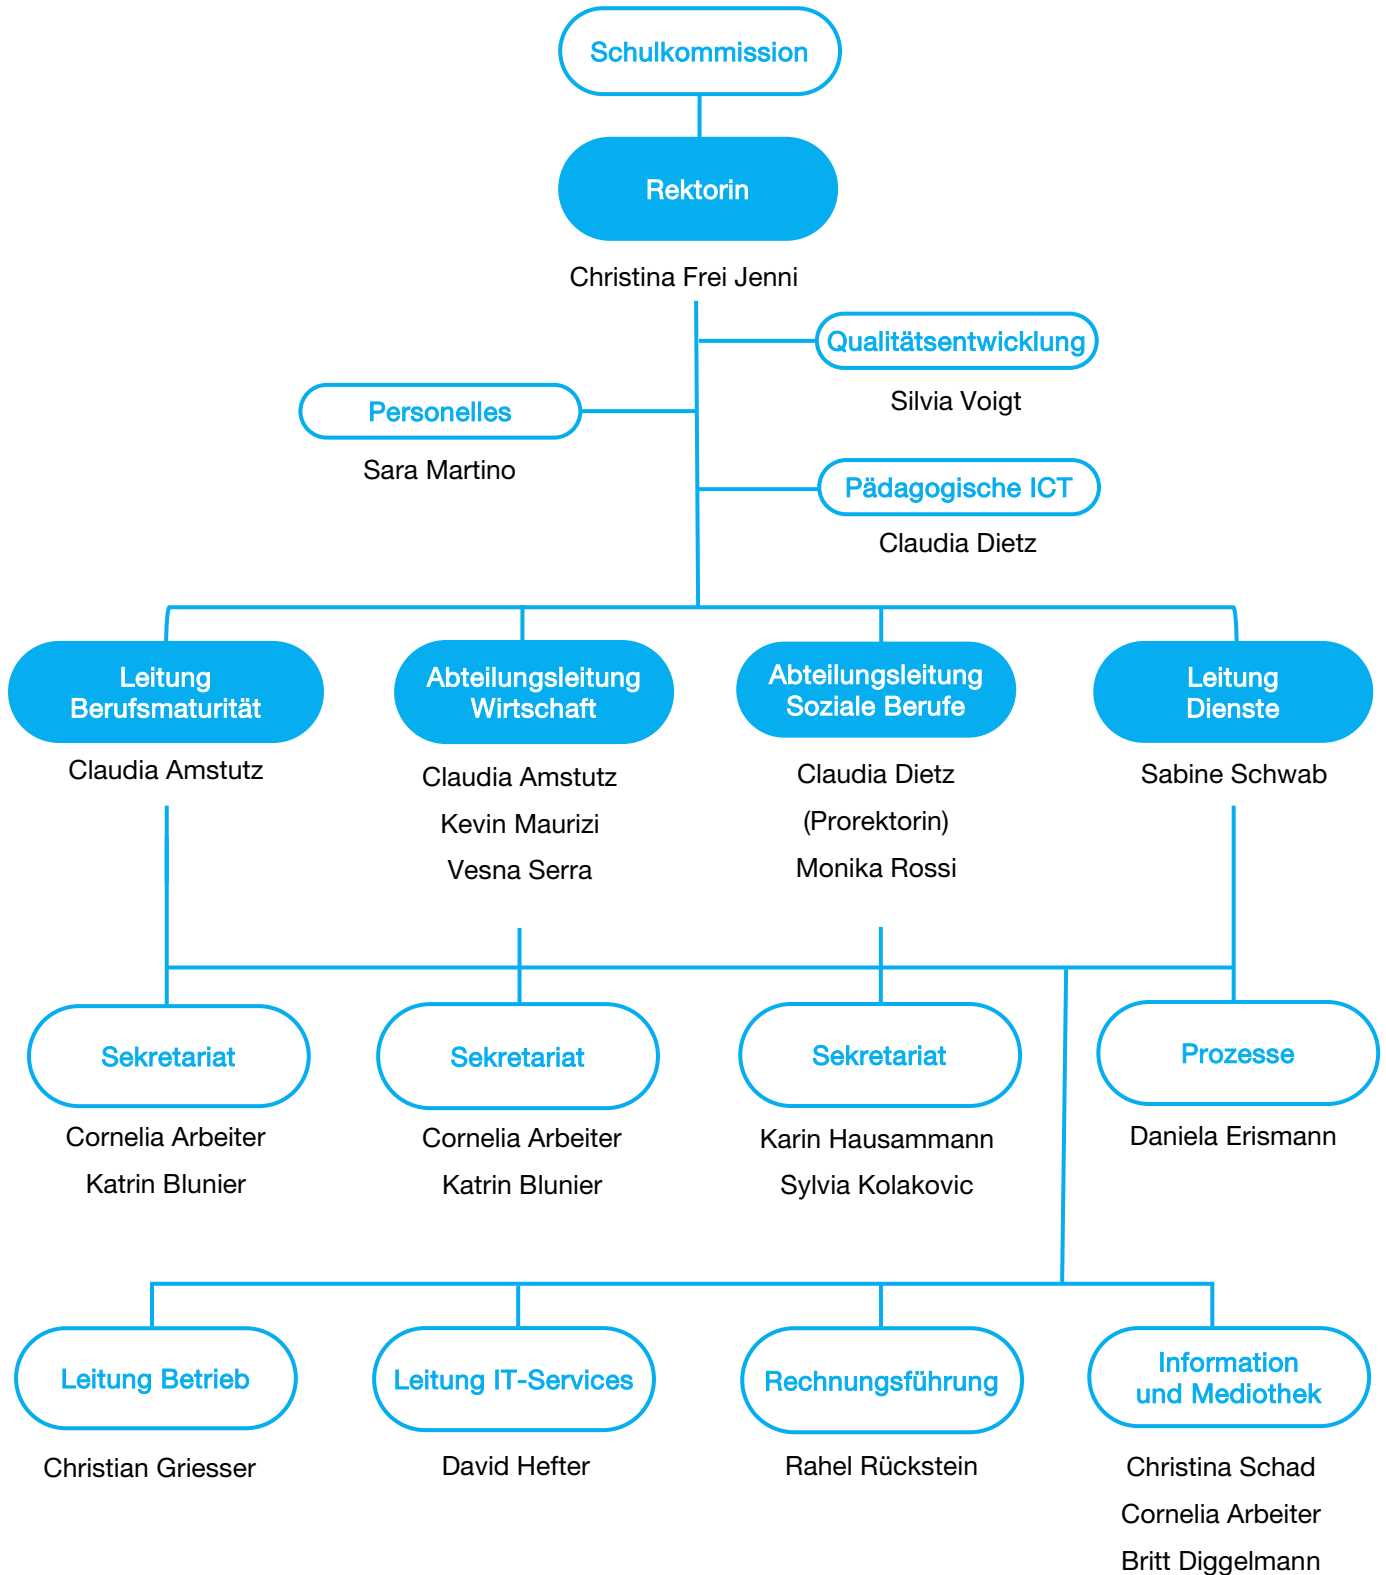 Schulkommission
Rektorin
Christina Frei Jenni
Qualitätsentwicklung
Silvia Voigt
Personelles
Sara Martino
Pädagogische ICT
Claudia Dietz
Leitung
Berufsmaturität
Claudia Amstutz
Abteilungsleitung
Wirtschaft
Claudia Amstutz
Kevin Maurizi
Vesna Serra
Abteilungsleitung
Soziale Berufe
Claudia Dietz
(Prorektorin)
Monika Rossi
Leitung
Dienste
Sabine Schwab
Sekretariat
Cornelia Arbeiter
Katrin Blunier
Sekretariat
Cornelia Arbeiter
Katrin Blunier
Sekretariat
Karin Hausammann
Sylvia Kolakovic
Prozesse
Daniela Erismann
Leitung Betrieb
Christian Griesser
Leitung IT-Services
David Hefter
Rechnungsführung
Rahel Rückstein
Information
und Mediothek
Christina Schad
Cornelia Arbeiter
Britt Diggelmann